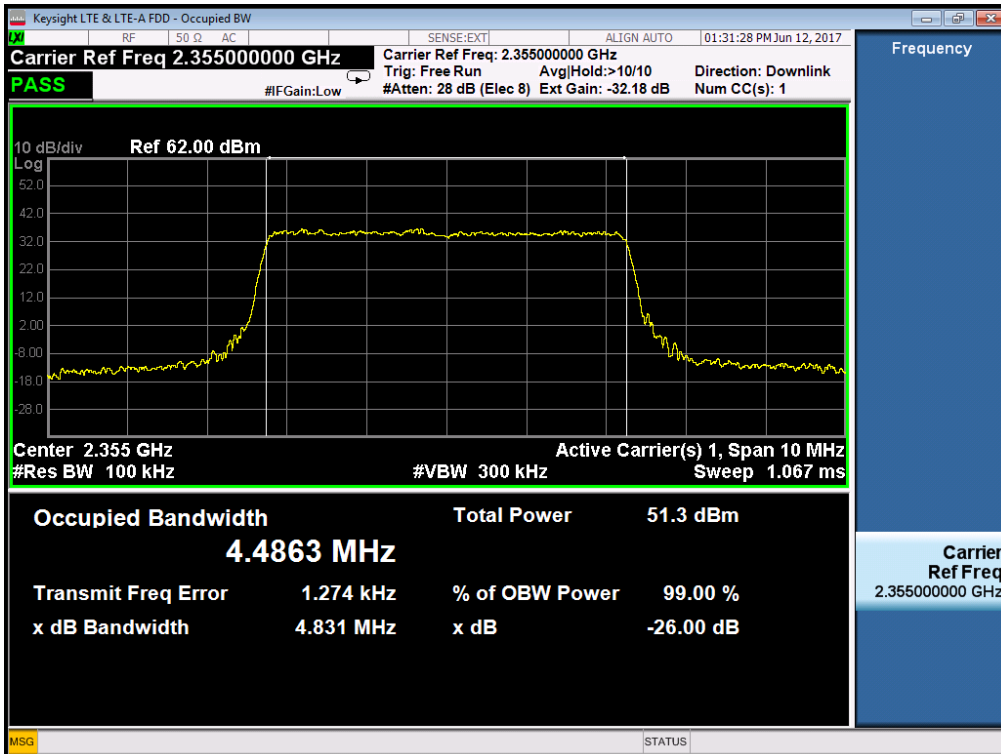 Keysight LTE & LTE-A FDD - Occupied BW
LXI RF 50 Ω AC SENSE:EXT ALIGN AUTO 01:31:28 PM Jun 12, 2017
Carrier Ref Freq 2.355000000 GHz
PASS
#IFGain:Low
Carrier Ref Freq: 2.355000000 GHz
Trig: Free Run Avg|Hold:>10/10 Direction: Downlink
#Atten: 28 dB (Elec 8) Ext Gain: -32.18 dB Num CC(s): 1
Frequency
10 dB/div Ref 62.00 dBm
Log
52.0
42.0
32.0
22.0
12.0
2.00
-8.00
-18.0
-28.0
Center 2.355 GHz Active Carrier(s) 1, Span 10 MHz
#Res BW 100 kHz #VBW 300 kHz Sweep 1.067 ms
Occupied Bandwidth Total Power 51.3 dBm
4.4863 MHz
Transmit Freq Error 1.274 kHz % of OBW Power 99.00 %
x dB Bandwidth 4.831 MHz x dB -26.00 dB
Carrier
Ref Freq
2.355000000 GHz
MSG STATUS